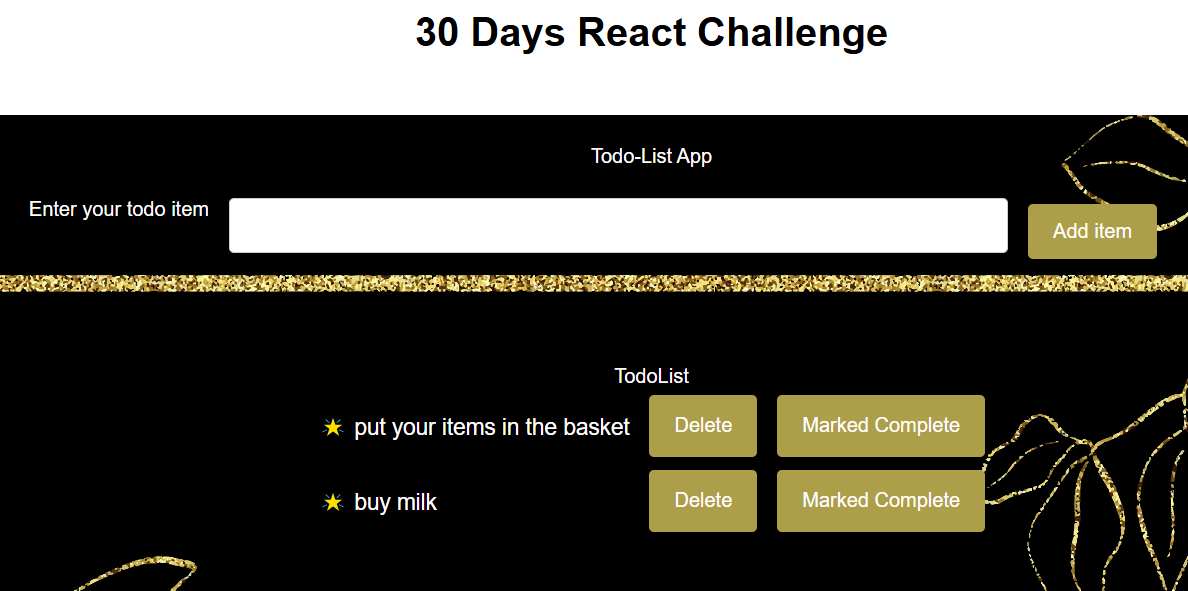 30 Days React Challenge
Todo-List App
Enter your todo item
Add item
TodoList
put your items in the basket Delete Marked Complete
buy milk Delete Marked Complete